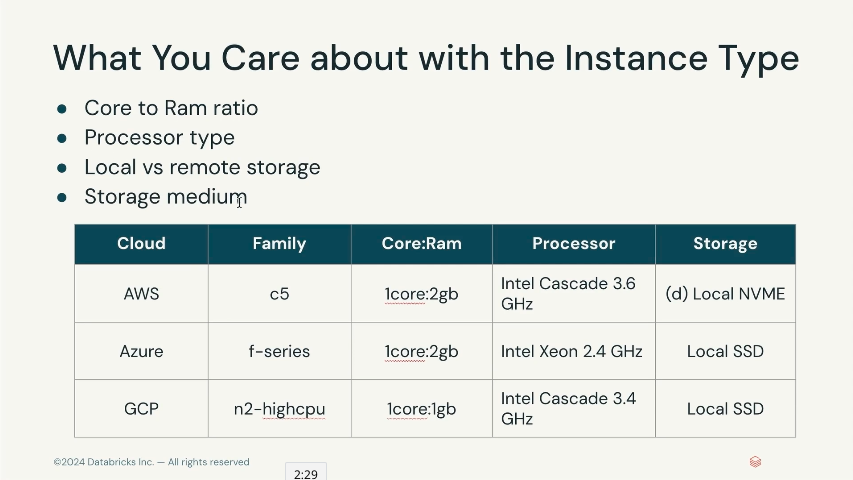 What You Care about with the Instance Type
● Core to Ram ratio
● Processor type
● Local vs remote storage
● Storage medium
Cloud Family Core:Ram Processor Storage
AWS c5 1core:2gb Intel Cascade 3.6 GHz (d) Local NVME
Azure f-series 1core:2gb Intel Xeon 2.4 GHz Local SSD
GCP n2-highcpu 1core:1gb Intel Cascade 3.4 GHz Local SSD
©2024 Databricks Inc. — All rights reserved
2:29